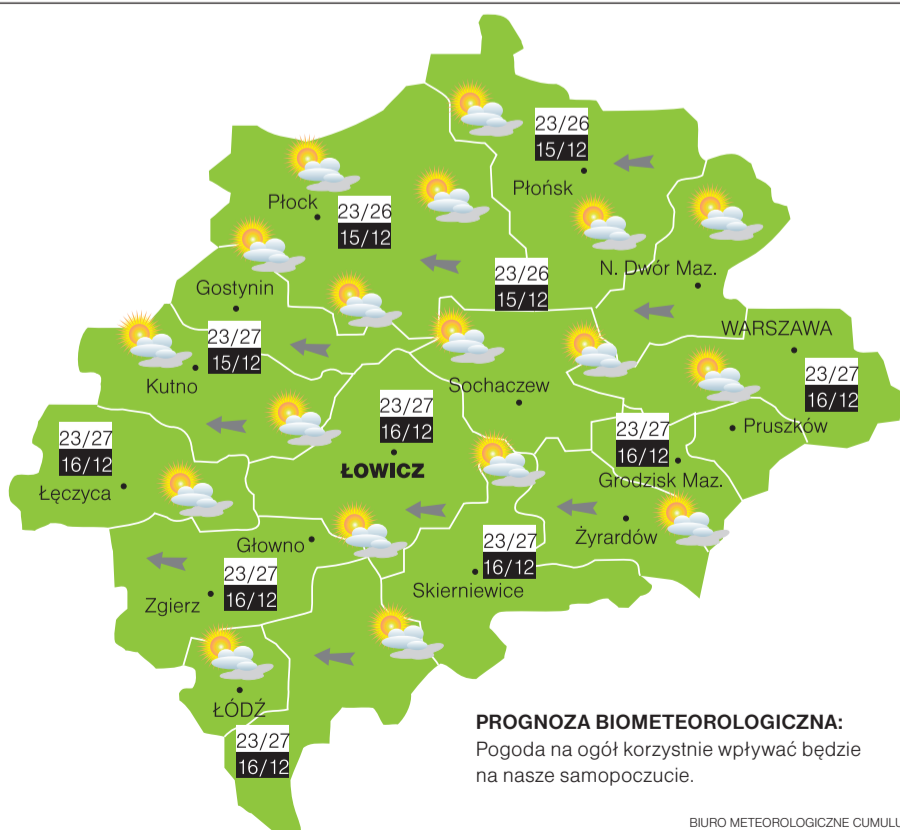 23/26
15/12
Płońsk
Płock
23/26
15/12
N. Dwór Maz.
23/26
15/12
Gostynin
WARSZAWA
23/27
15/12
Kutno
Sochaczew
23/27
16/12
23/27
16/12
Pruszków
23/27
16/12
ŁOWICZ
23/27
16/12
Grodzisk Maz.
Łęczyca
Żyrardów
Głowno
23/27
16/12
Skierniewice
23/27
16/12
Zgierz
ŁÓDŹ
23/27
16/12
PROGNOZA BIOMETEOROLOGICZNA:
Pogoda na ogół korzystnie wpływać będzie
na nasze samopoczucie.
BIURO METEOROLOGICZNE CUMULU